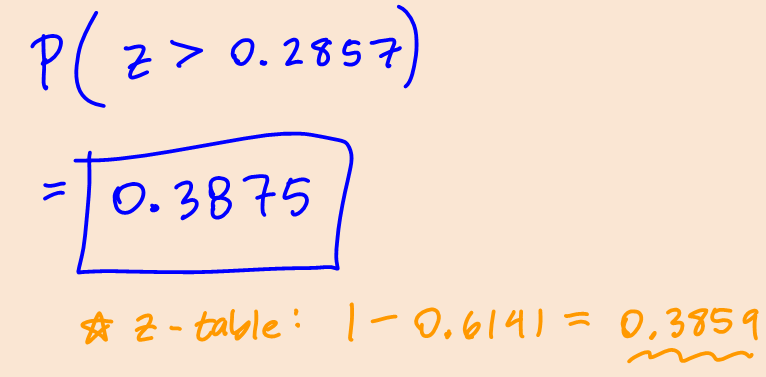 P(z > 0.2857)
= 0.3875
☆ z-table: 1 - 0.6141 = 0.3859